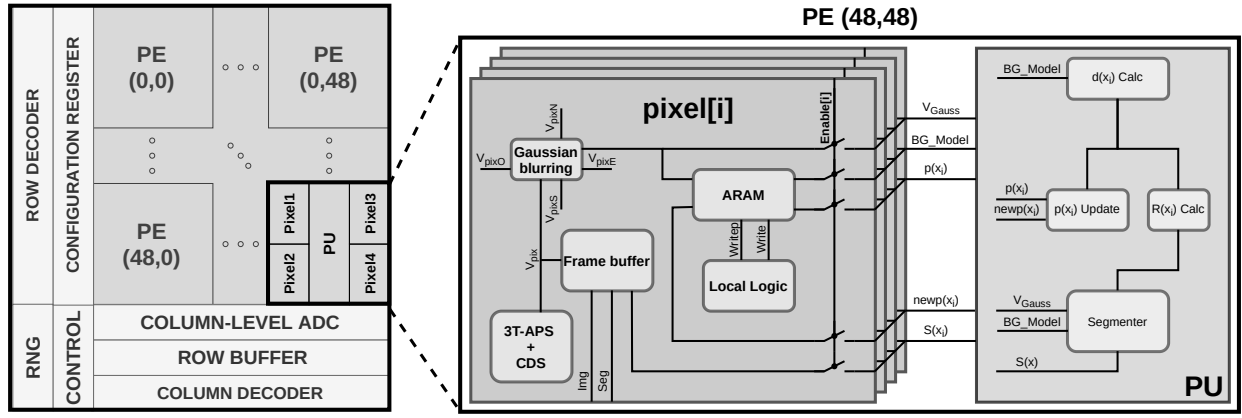 PE (48,48)
ROW DECODER
CONFIGURATION REGISTER
PE
(0,0)
PE
(0,48)
PE
(48,0)
Pixel1
Pixel2
PU
Pixel3
Pixel4
RNG
CONTROL
COLUMN-LEVEL ADC
ROW BUFFER
COLUMN DECODER
pixel[i]
Enable[i]
VpixN
VpixO
Gaussian
blurring
VpixE
VpixS
Vpix
ARAM
Writep
Write
Local Logic
Frame buffer
3T-APS
+
CDS
Img
Seg
VGauss
BG_Model
p(xi)
newp(xi)
S(xi)
BG_Model
d(xi) Calc
p(xi)
newp(xi)
p(xi) Update
R(xi) Calc
VGauss
BG_Model
Segmenter
S(x)
PU